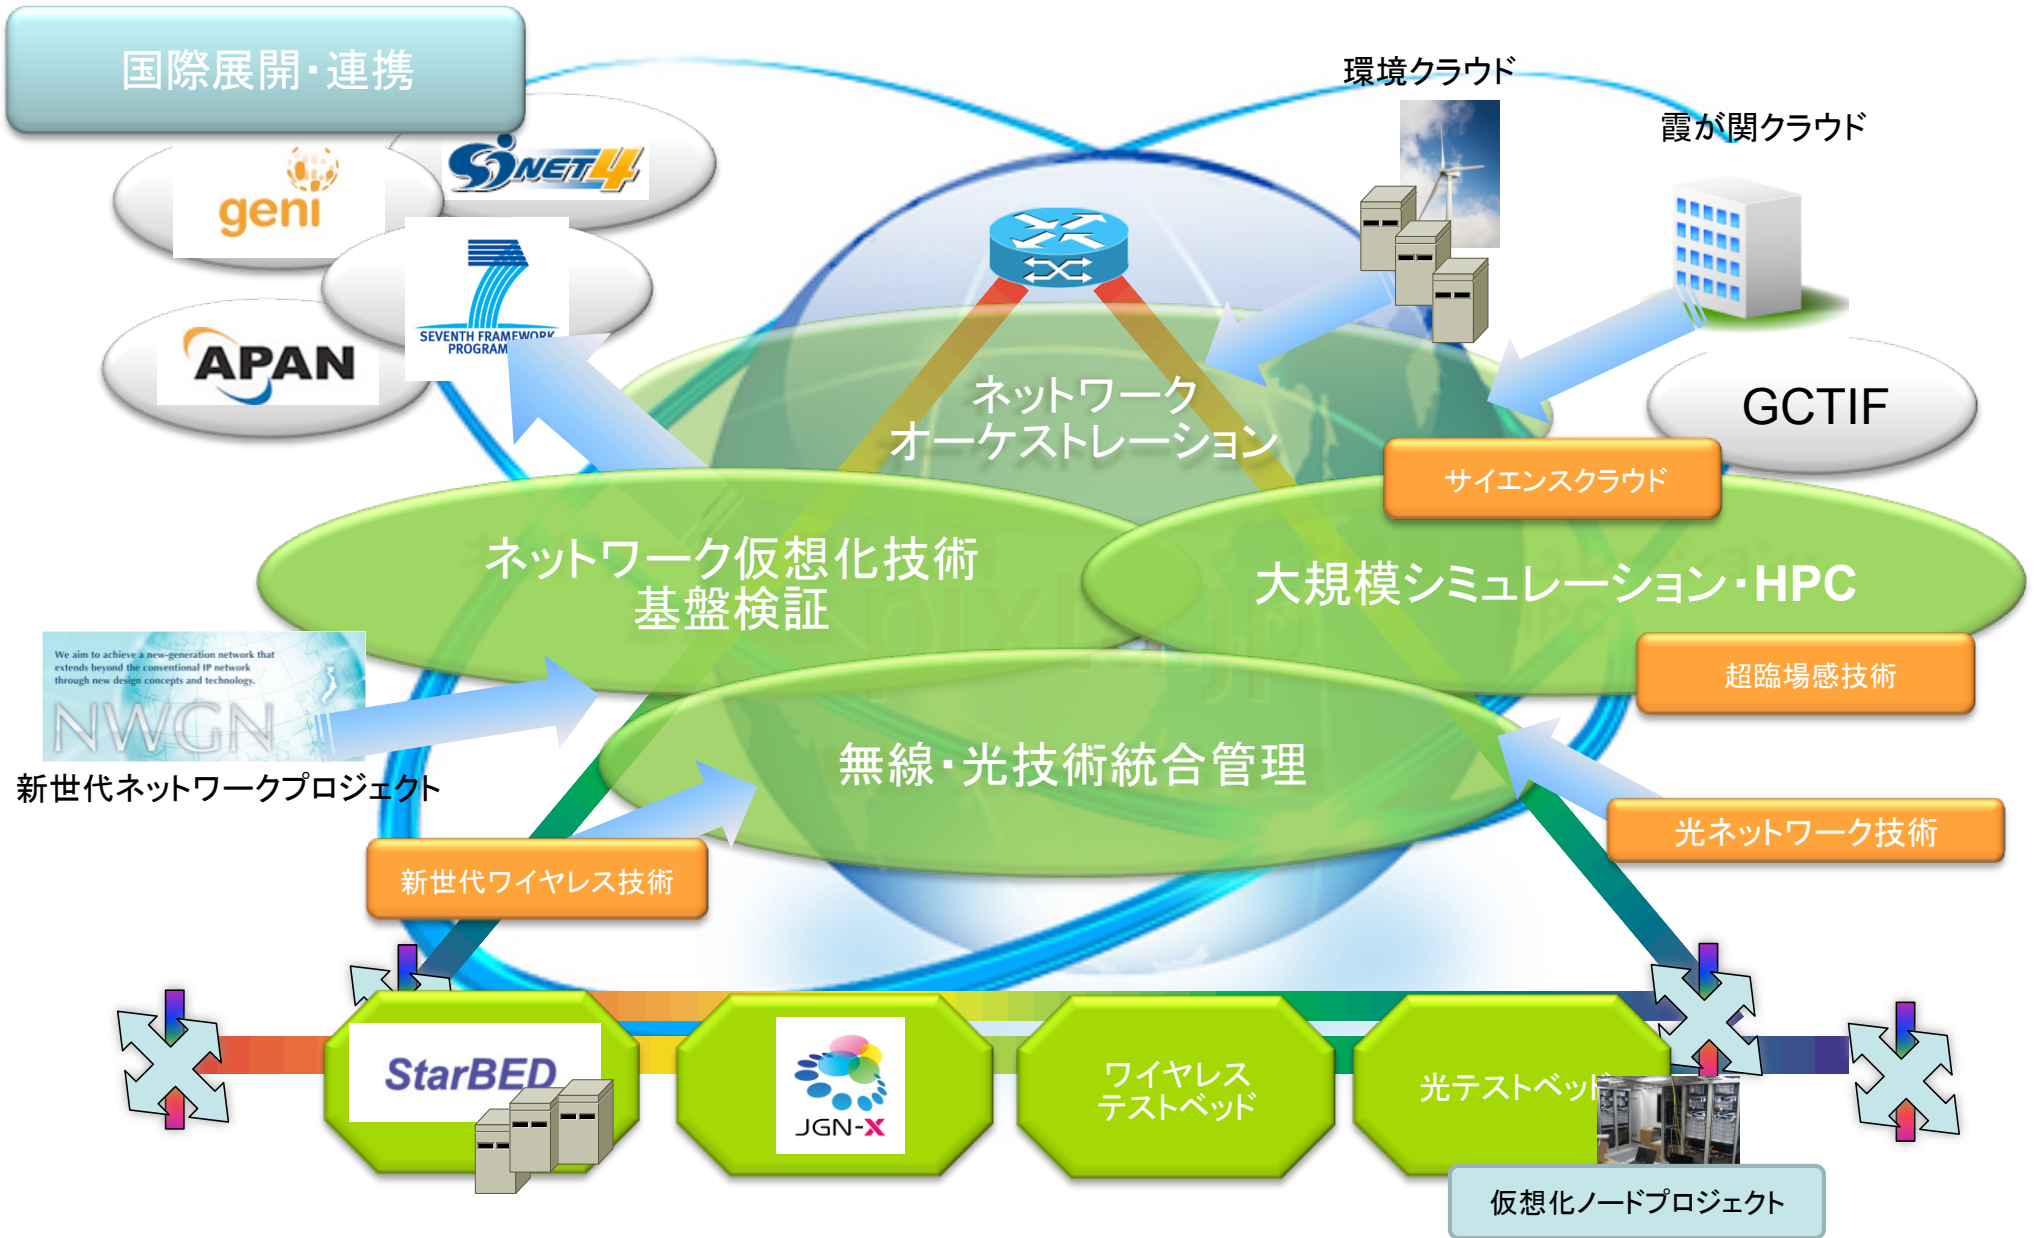 国際展開・連携
環境クラウド
霞が関クラウド
geni
SINET4
SEVENTH FRAMEWORK
APAN
GCTIF
ネットワーク
オーケストレーション
サイエンスクラウド
ネットワーク仮想化技術
基盤検証
大規模シミュレーション・HPC
超臨場感技術
We aim to achieve a new-generation network that
extends beyond the conventional IP network
through new design concepts and technology.
NWGN
新世代ネットワークプロジェクト
無線・光技術統合管理
光ネットワーク技術
新世代ワイヤレス技術
StarBED
JGN-X
ワイヤレス
テストベッド
光テストベッド
仮想化ノードプロジェクト